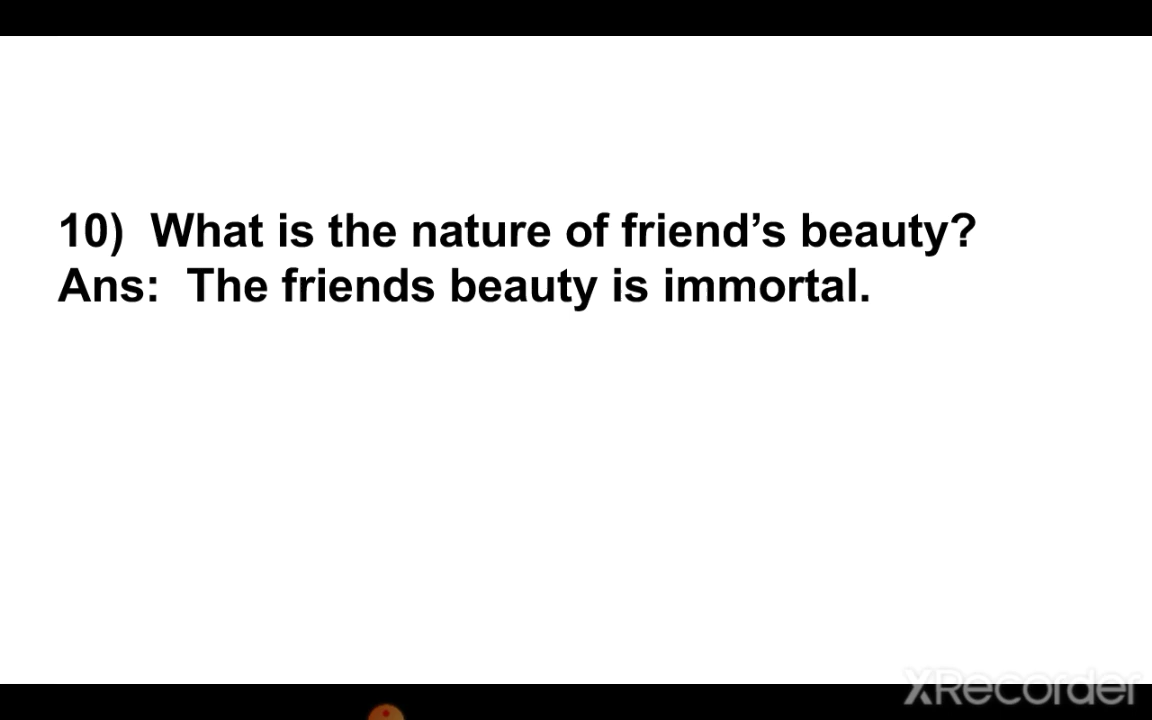 10) What is the nature of friend’s beauty?
Ans: The friends beauty is immortal.
XRecorder